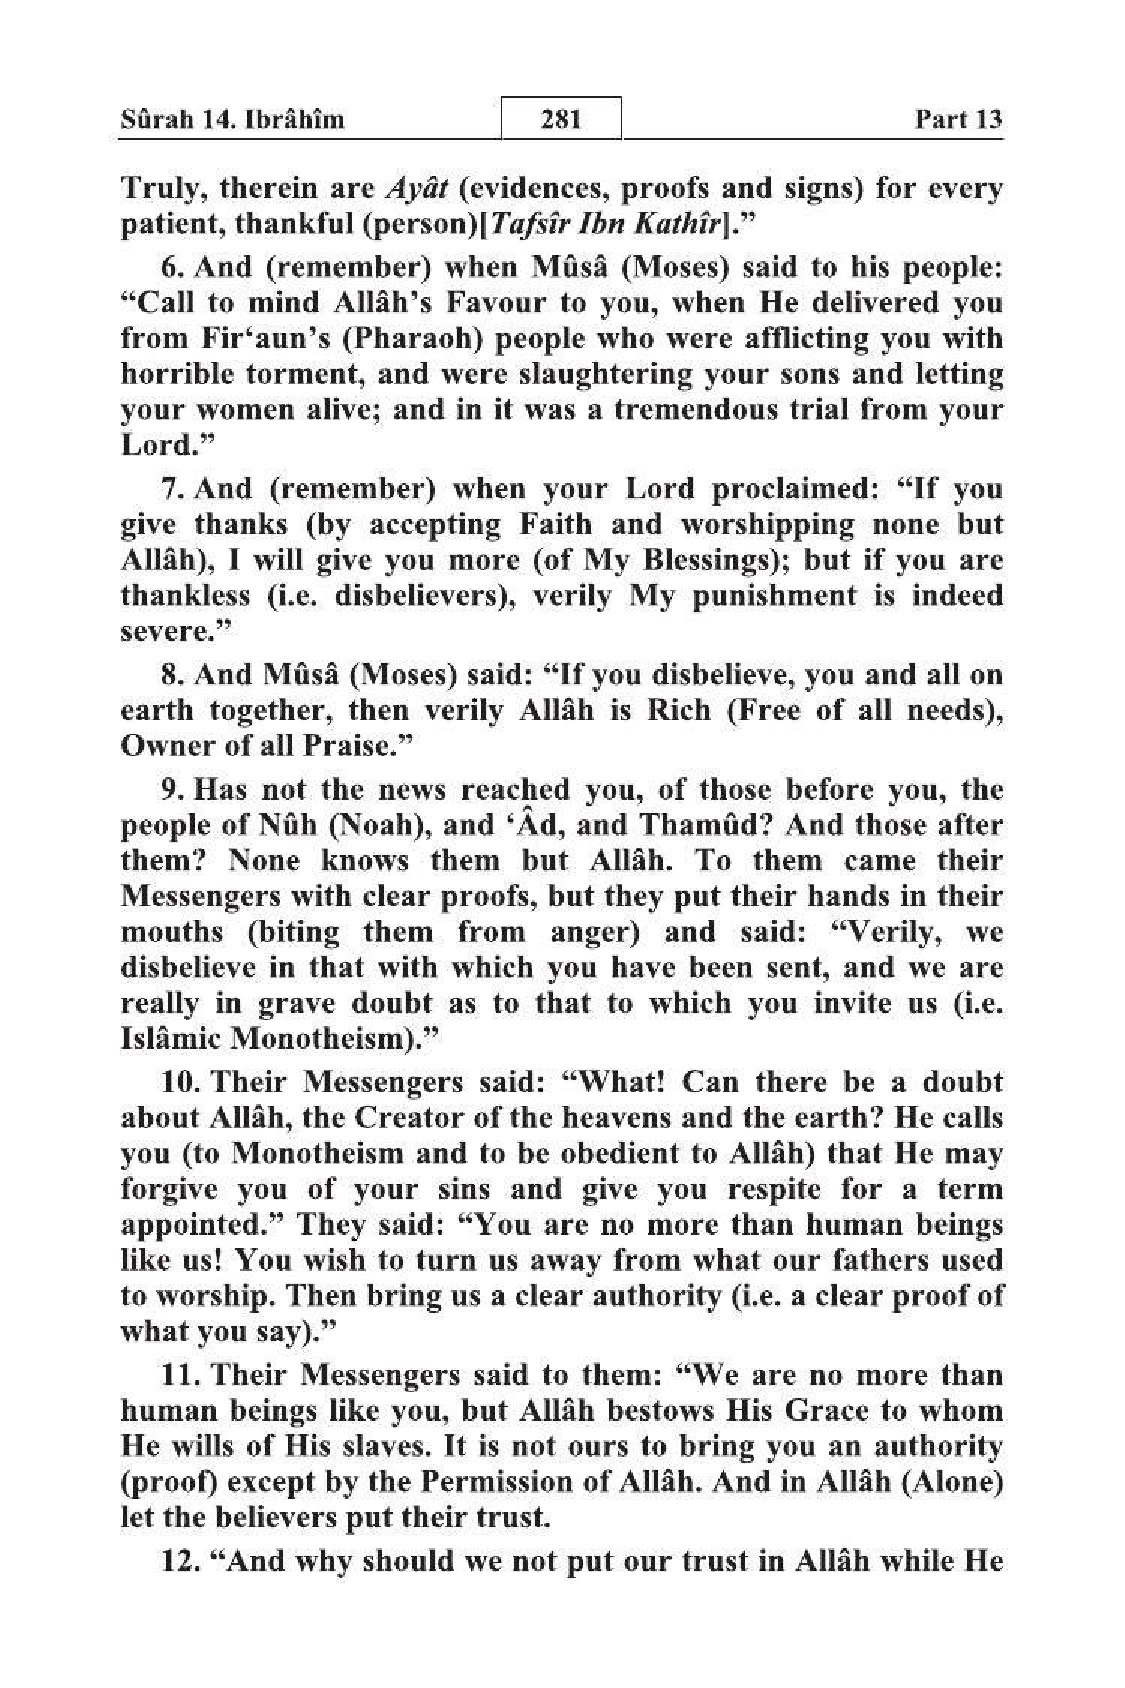 Sûrah 14. Ibrâhîm 281 Part 13
Truly, therein are Ayât (evidences, proofs and signs) for every
patient, thankful (person)[Tafsîr Ibn Kathîr].”
6. And (remember) when Mûsâ (Moses) said to his people:
“Call to mind Allâh’s Favour to you, when He delivered you
from Fir‘aun’s (Pharaoh) people who were afflicting you with
horrible torment, and were slaughtering your sons and letting
your women alive; and in it was a tremendous trial from your
Lord.”
7. And (remember) when your Lord proclaimed: “If you
give thanks (by accepting Faith and worshipping none but
Allâh), I will give you more (of My Blessings); but if you are
thankless (i.e. disbelievers), verily My punishment is indeed
severe.”
8. And Mûsâ (Moses) said: “If you disbelieve, you and all on
earth together, then verily Allâh is Rich (Free of all needs),
Owner of all Praise.”
9. Has not the news reached you, of those before you, the
people of Nûh (Noah), and ‘Âd, and Thamûd? And those after
them? None knows them but Allâh. To them came their
Messengers with clear proofs, but they put their hands in their
mouths (biting them from anger) and said: “Verily, we
disbelieve in that with which you have been sent, and we are
really in grave doubt as to that to which you invite us (i.e.
Islâmic Monotheism).”
10. Their Messengers said: “What! Can there be a doubt
about Allâh, the Creator of the heavens and the earth? He calls
you (to Monotheism and to be obedient to Allâh) that He may
forgive you of your sins and give you respite for a term
appointed.” They said: “You are no more than human beings
like us! You wish to turn us away from what our fathers used
to worship. Then bring us a clear authority (i.e. a clear proof of
what you say).”
11. Their Messengers said to them: “We are no more than
human beings like you, but Allâh bestows His Grace to whom
He wills of His slaves. It is not ours to bring you an authority
(proof) except by the Permission of Allâh. And in Allâh (Alone)
let the believers put their trust.
12. “And why should we not put our trust in Allâh while He